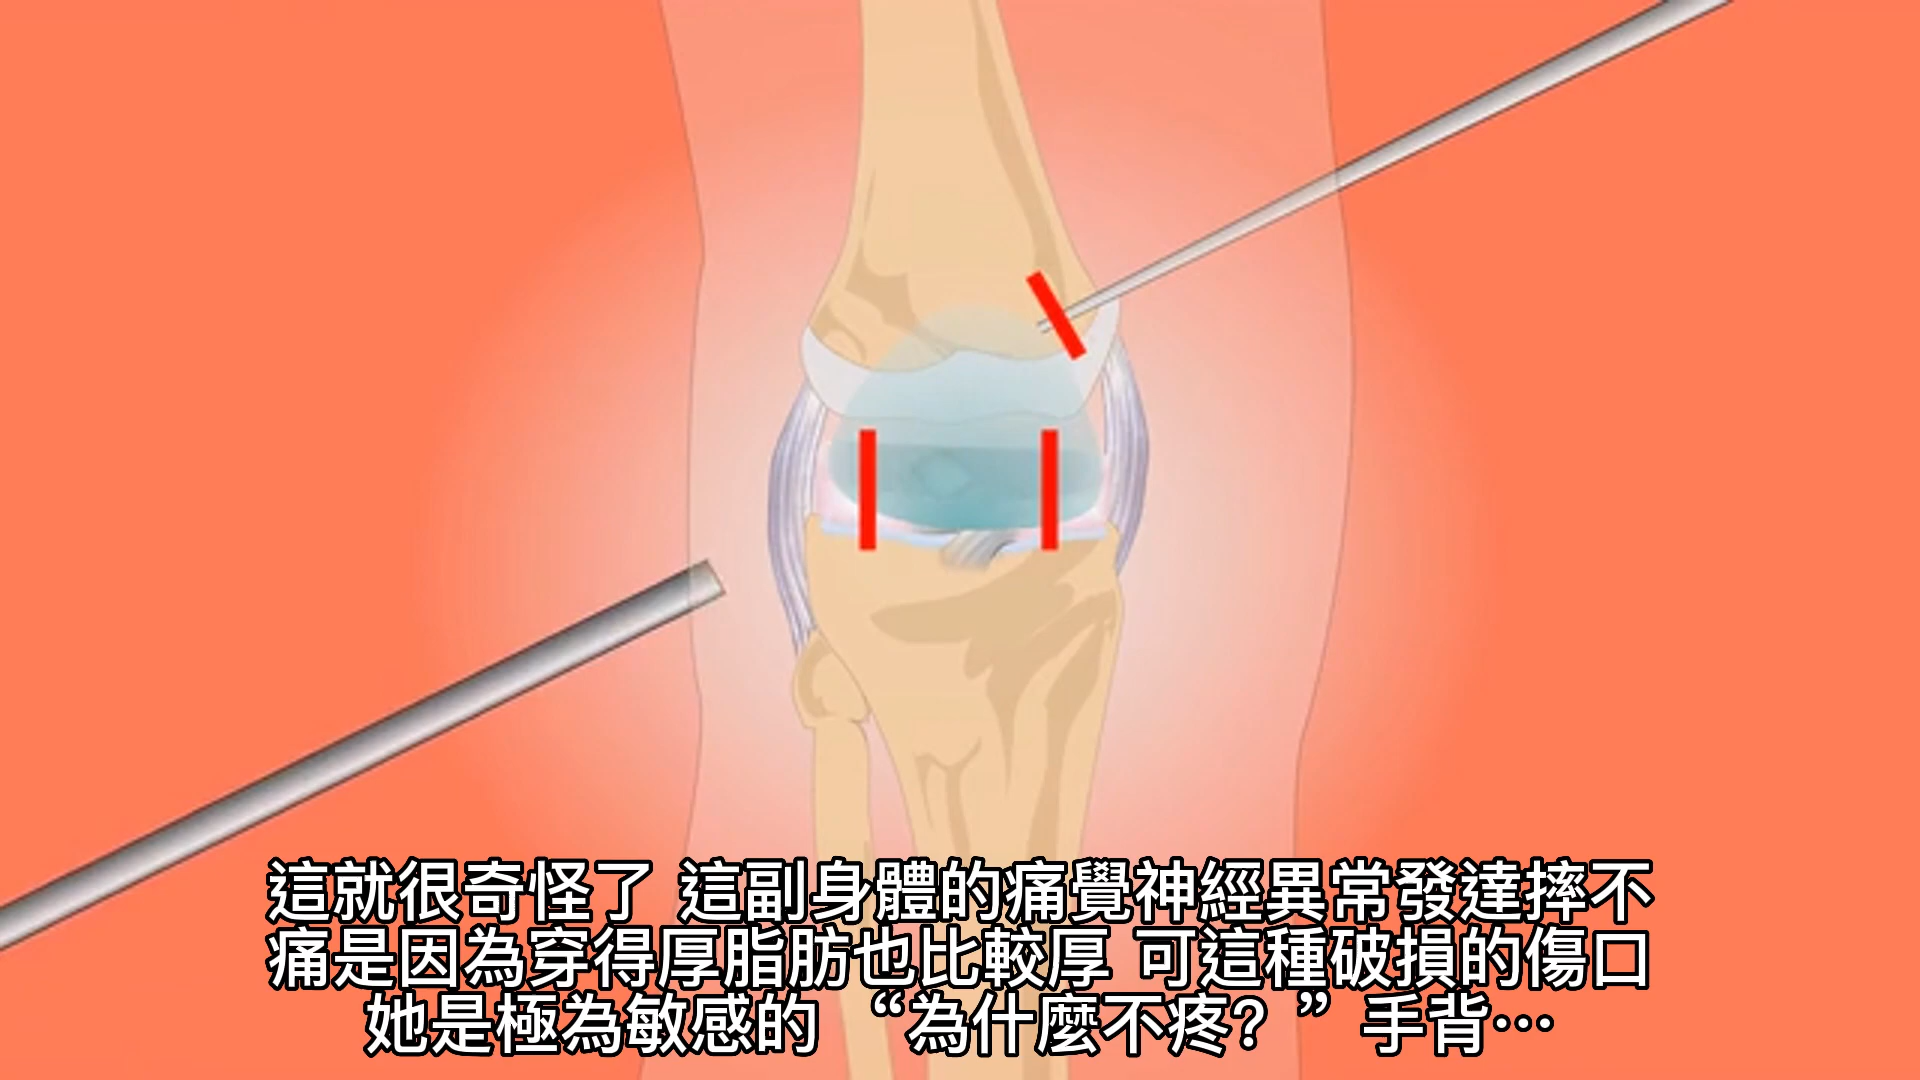 這就很奇怪了 這副身體的痛覺神經異常發達摔不
痛是因為穿得厚脂肪也比較厚 可這種破損的傷口
她是極為敏感的 “為什麼不疼？”手背…